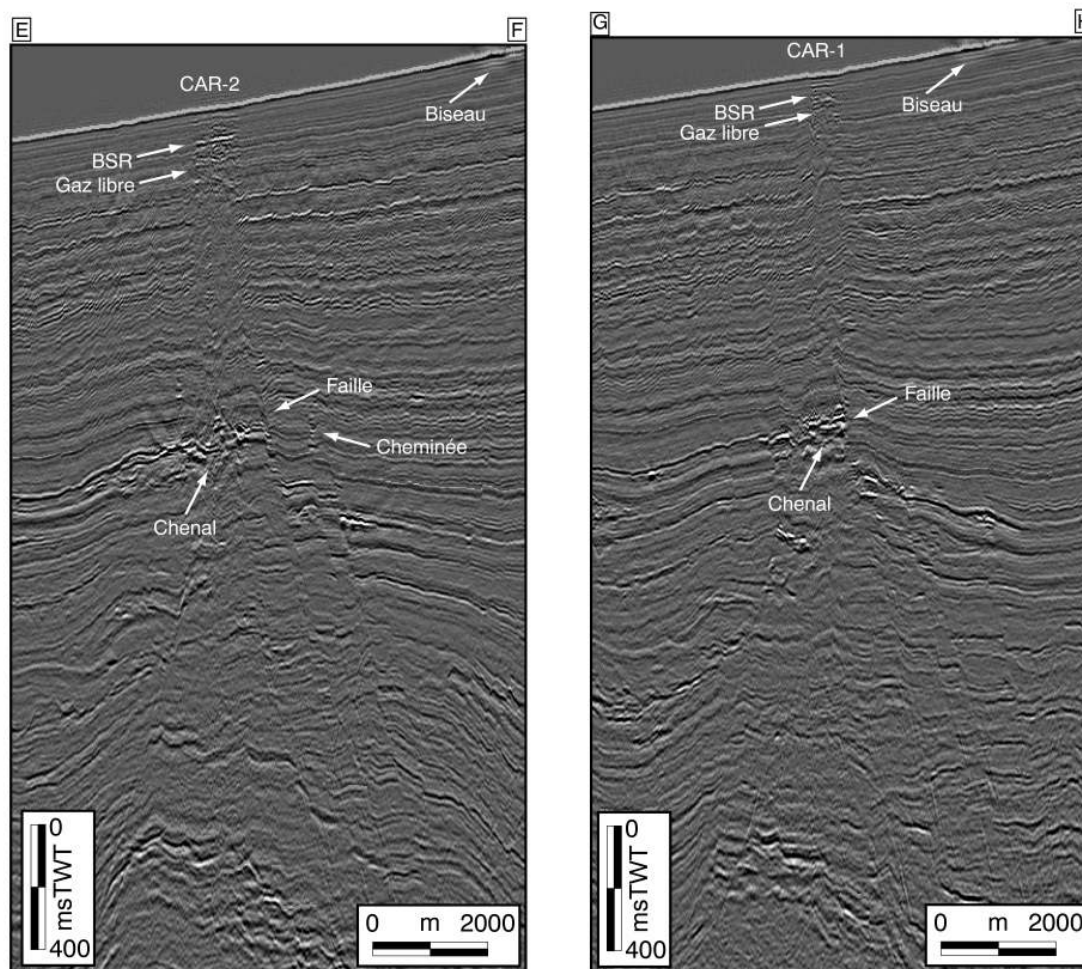 E
F
CAR-2
Biseau
BSR
Gaz libre
Faille
Cheminée
Chenal
0
msTWT
400
0 m 2000
G
CAR-1
BSR
Gaz libre
Biseau
Faille
Chenal
0
msTWT
400
0 m 2000